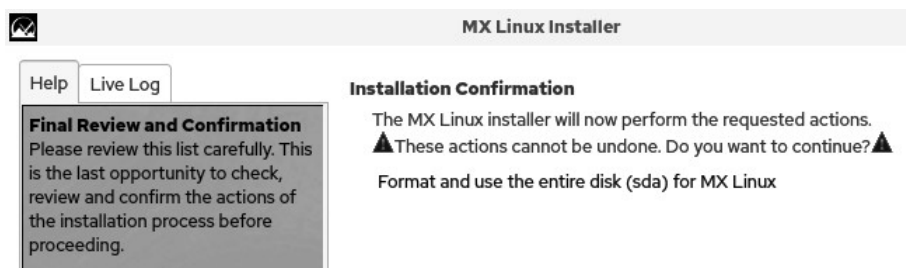 MX Linux Installer
Help
Live Log
Final Review and Confirmation
Please review this list carefully. This
is the last opportunity to check,
review and confirm the actions of
the installation process before
proceeding.
Installation Confirmation
The MX Linux installer will now perform the requested actions.
⚠These actions cannot be undone. Do you want to continue?⚠
Format and use the entire disk (sda) for MX Linux